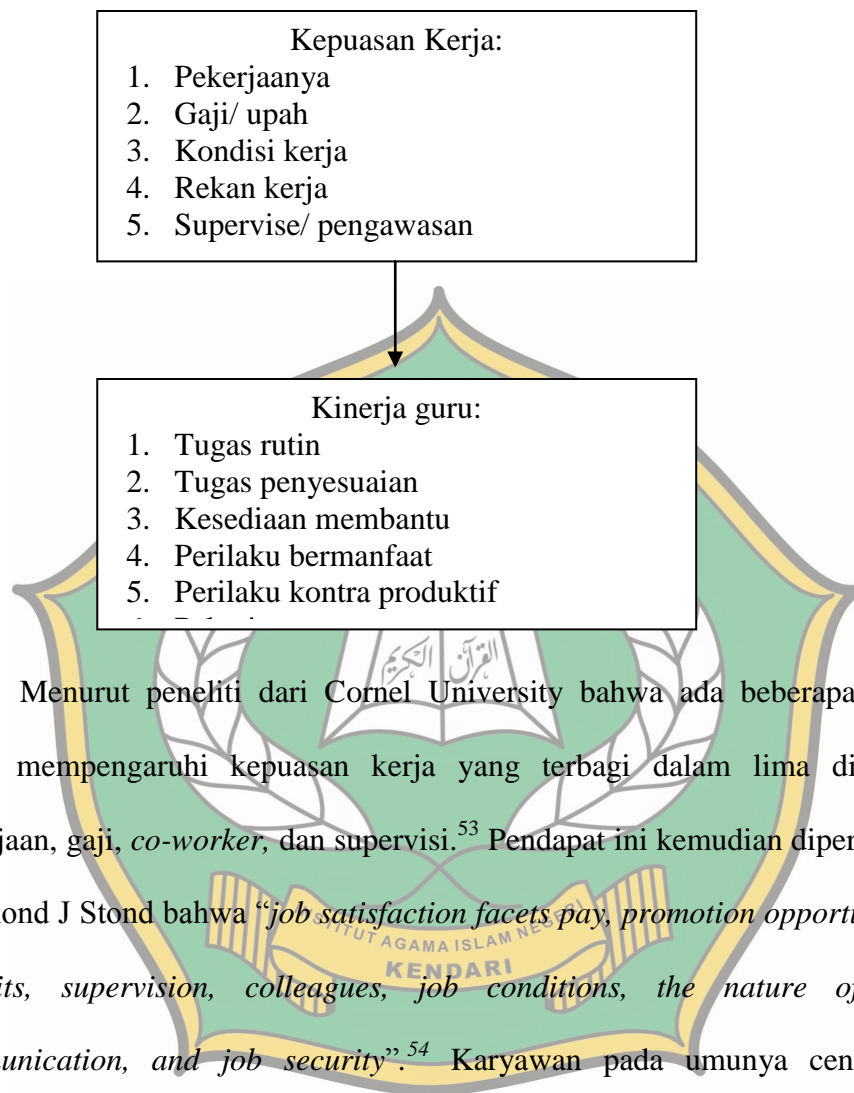 Kepuasan Kerja:
1. Pekerjaanya
2. Gaji/ upah
3. Kondisi kerja
4. Rekan kerja
5. Supervise/ pengawasan
Kinerja guru:
1. Tugas rutin
2. Tugas penyesuaian
3. Kesediaan membantu
4. Perilaku bermanfaat
5. Perilaku kontra produktif
القرآن الكريم
Menurut peneliti dari Cornel University bahwa ada beberapa
mempengaruhi kepuasan kerja yang terbagi dalam lima di
jaan, gaji, co-worker, dan supervisi.53 Pendapat ini kemudian diper
ond J Stond bahwa “job satisfaction facets pay, promotion opporti
its, supervision, colleagues, job conditions, the nature of
unication, and job security”.54 Karyawan pada umunya cen
INSTITUT AGAMA ISLAM NEGERI
KENDARI